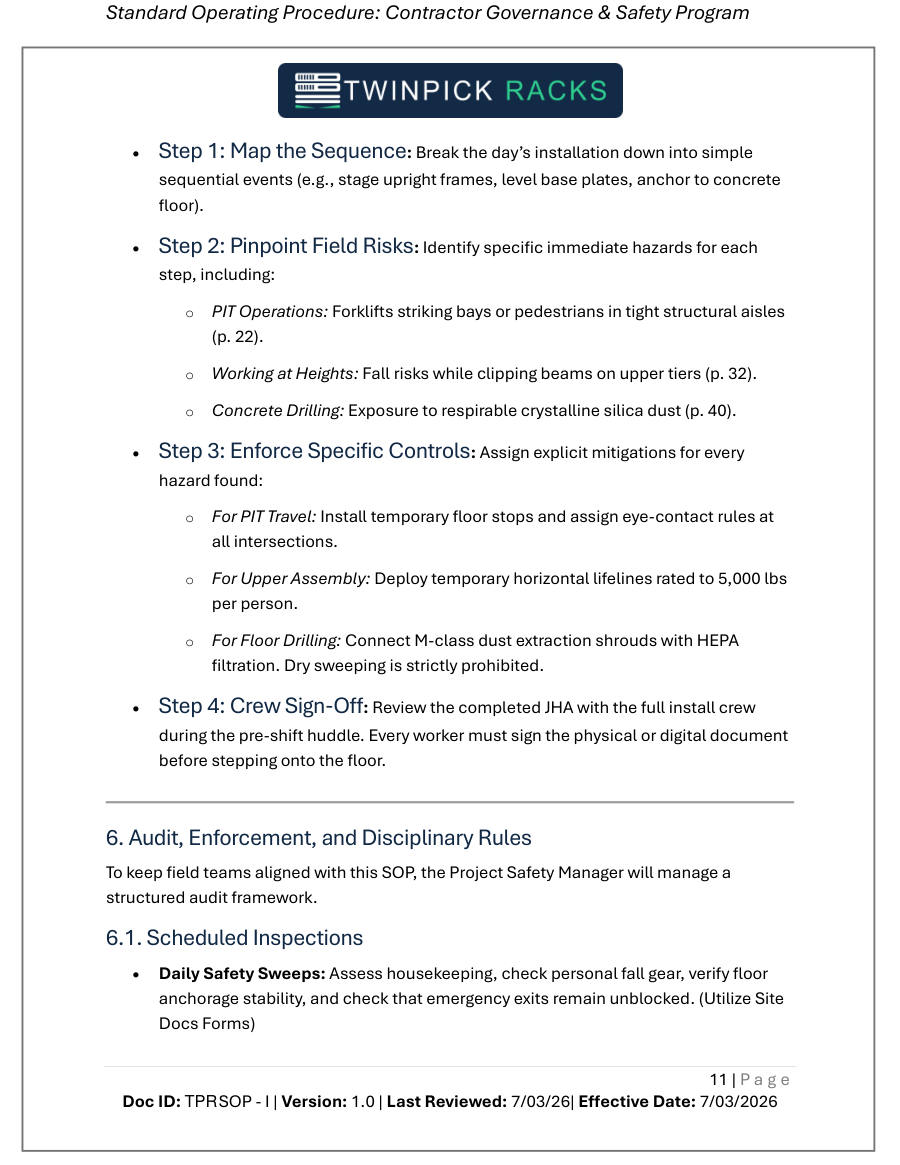 Standard Operating Procedure: Contractor Governance & Safety Program
TWINPICK RACKS
• Step 1: Map the Sequence: Break the day’s installation down into simple
sequential events (e.g., stage upright frames, level base plates, anchor to concrete
floor).
• Step 2: Pinpoint Field Risks: Identify specific immediate hazards for each
step, including:
o PIT Operations: Forklifts striking bays or pedestrians in tight structural aisles
(p. 22).
o Working at Heights: Fall risks while clipping beams on upper tiers (p. 32).
o Concrete Drilling: Exposure to respirable crystalline silica dust (p. 40).
• Step 3: Enforce Specific Controls: Assign explicit mitigations for every
hazard found:
o For PIT Travel: Install temporary floor stops and assign eye-contact rules at
all intersections.
o For Upper Assembly: Deploy temporary horizontal lifelines rated to 5,000 lbs
per person.
o For Floor Drilling: Connect M-class dust extraction shrouds with HEPA
filtration. Dry sweeping is strictly prohibited.
• Step 4: Crew Sign-Off: Review the completed JHA with the full install crew
during the pre-shift huddle. Every worker must sign the physical or digital document
before stepping onto the floor.
6. Audit, Enforcement, and Disciplinary Rules
To keep field teams aligned with this SOP, the Project Safety Manager will manage a
structured audit framework.
6.1. Scheduled Inspections
• Daily Safety Sweeps: Assess housekeeping, check personal fall gear, verify floor
anchorage stability, and check that emergency exits remain unblocked. (Utilize Site
Docs Forms)
11 | Page
Doc ID: TPRSOP - I | Version: 1.0 | Last Reviewed: 7/03/26| Effective Date: 7/03/2026